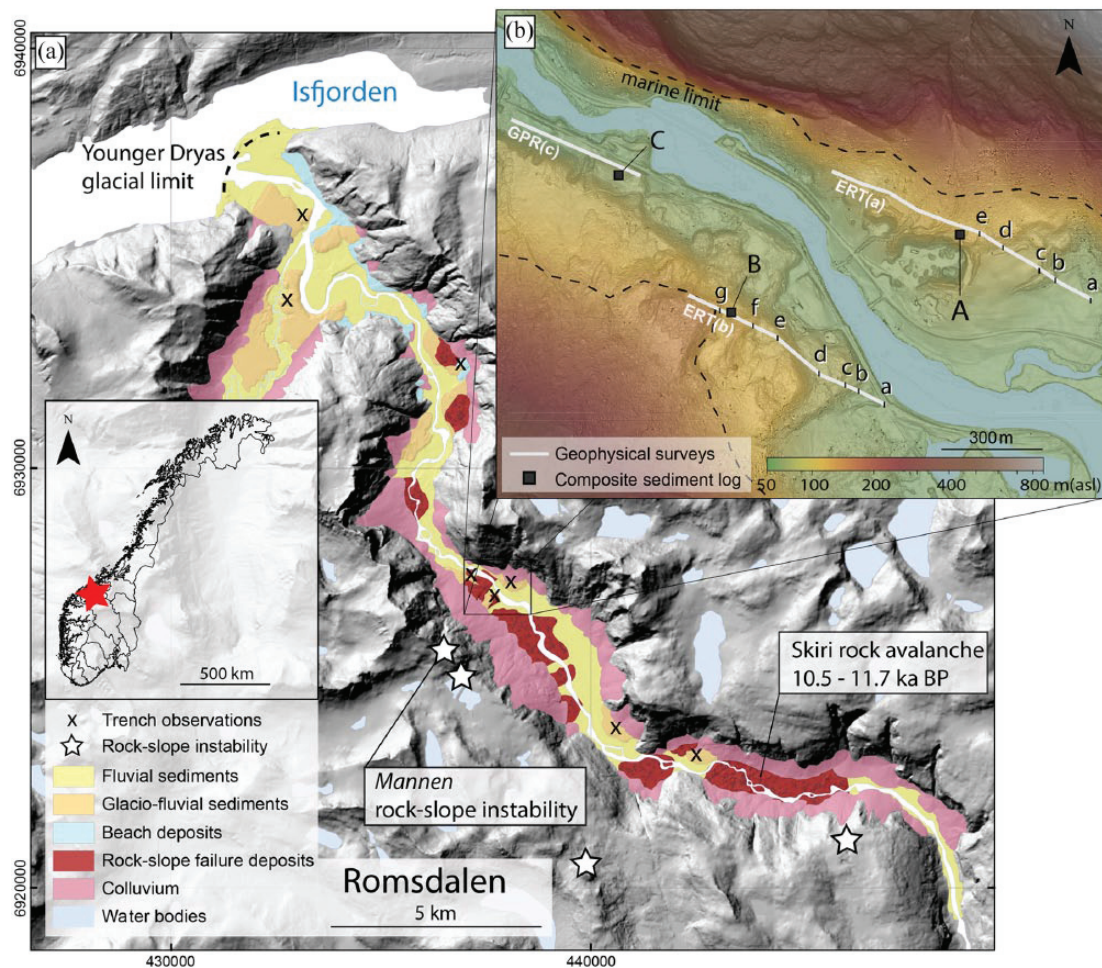 (a)
6940000
6930000
6920000
430000
440000
Isfjorden
Younger Dryas
glacial limit
(b)
N
marine limit
GPR(c)
C
ERT(a)
e
d
c
b
a
A
B
g
f
e
d
c
b
a
ERT(b)
Geophysical surveys
Composite sediment log
300m
50 100 200 400 800 m(asl)
N
500 km
Skiri rock avalanche
10.5 - 11.7 ka BP
Mannen
rock-slope instability
x Trench observations
Rock-slope instability
Fluvial sediments
Glacio-fluvial sediments
Beach deposits
Rock-slope failure deposits
Colluvium
Water bodies
Romsdalen
5 km